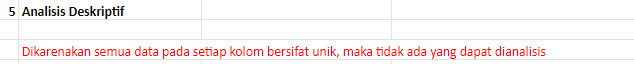 5 Analisis Deskriptif
Dikarenakan semua data pada setiap kolom bersifat unik, maka tidak ada yang dapat dianalisis